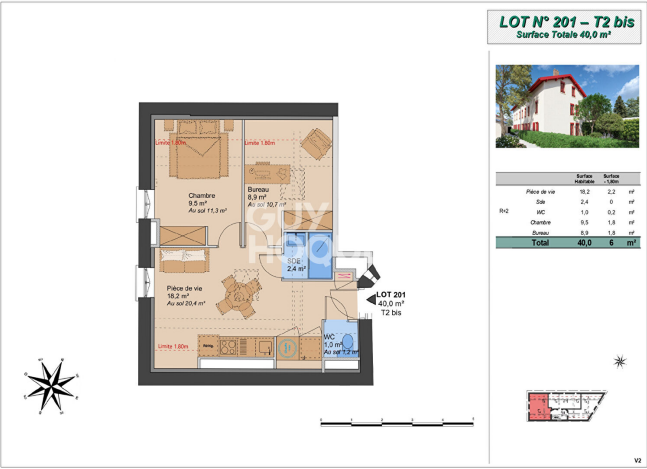 LOT N° 201 – T2 bis
Surface Totale 40,0 m²
Limite 1.80m
Limite 1.80m
Chambre
9.5 m²
Au sol 11,3 m²
Bureau
8,9 m²
Au sol 10,7 m²
GUY
HOQUET
SDE
2.4 m²
Pièce de vie
18,2 m²
Au sol 20,4 m²
LOT 201
40,0 m²
T2 bis
WC
1,0 m²
Au sol 1,2 m²
Limite 1.80m
Surface Habitable Surface - 1,80m
Pièce de vie 18,2 2,2 m²
Sde 2,4 0 m²
R+2 WC 1,0 0,2 m²
Chambre 9,5 1,8 m²
Bureau 8,9 1,8 m²
Total 40,0 6 m²
V2